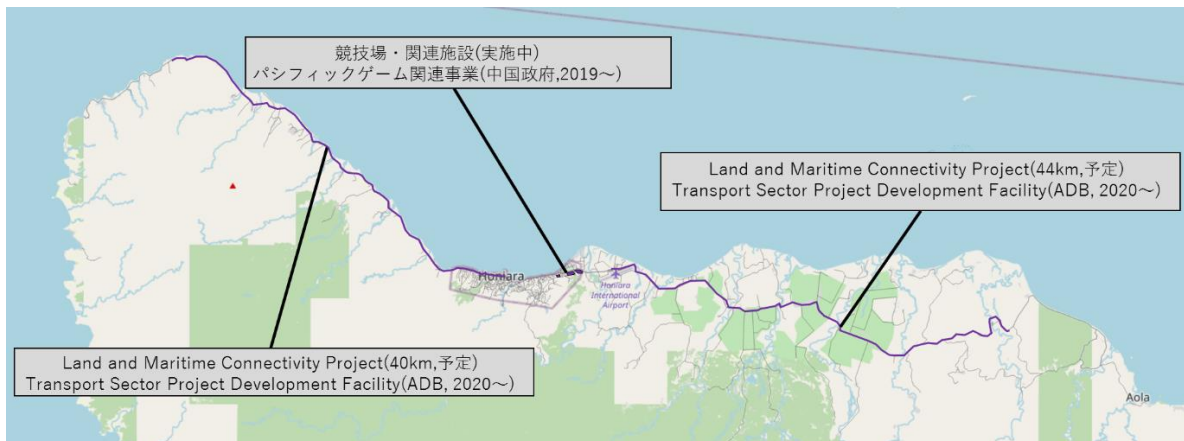 競技場・関連施設(実施中)
パシフィックゲーム関連事業(中国政府,2019～)
Land and Maritime Connectivity Project(44km,予定)
Transport Sector Project Development Facility(ADB, 2020～)
Honiara
Honiara
International
Airport
Land and Maritime Connectivity Project(40km,予定)
Transport Sector Project Development Facility(ADB, 2020～)
Aola